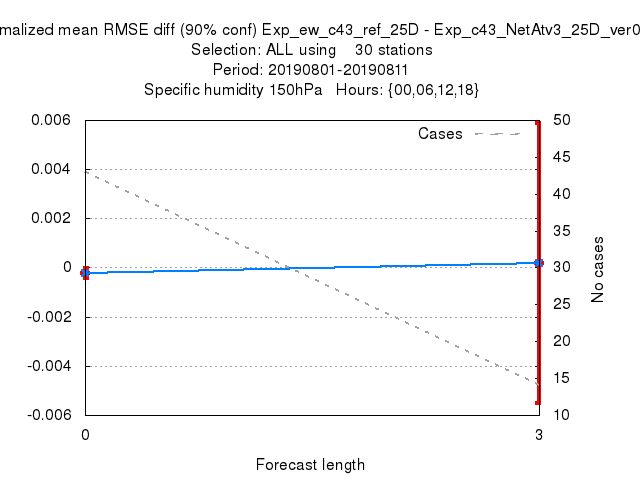 malized mean RMSE diff (90% conf) Exp_ew_c43_ref_25D - Exp_c43_NetAtv3_25D_ver0
Selection: ALL using    30 stations
Period: 20190801-20190811
Specific humidity 150hPa   Hours: {00,06,12,18}
Cases
0.006
0.004
0.002
0
-0.002
-0.004
-0.006
50
45
40
35
30
25
20
15
10
No cases
0
3
Forecast length